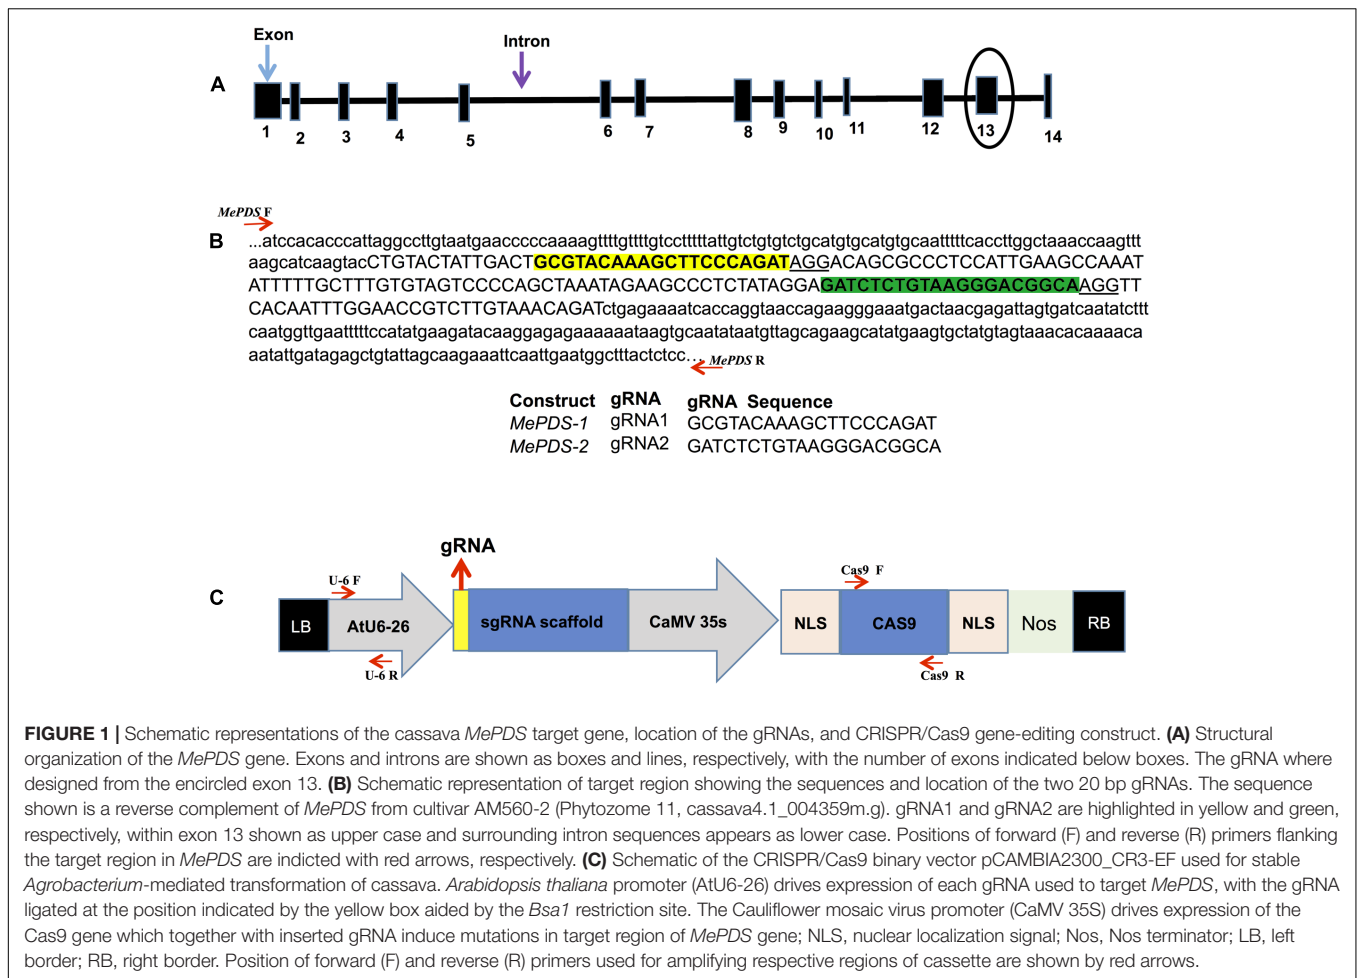 Exon
Intron
A
1 2 3 4 5 6 7 8 9 10 11 12 13 14
MePDS F
B
...atccacacccattaggccttgtaatgaacccccaaaagttttgttttgtcctttttattgtctgtgtctgcatgtgcatgtgcaatttttcaccttggctaaaccaagttt
aagcatcaagtacCTGTACTATTGACTGCGTACAAAGCTTCCCAGATAGGACAGCGCCCTCCATTGAAGCCAAAT
ATTTTTGCTTTGTGTAGTCCCCAGCTAAATAGAAGCCCTCTATAGGAGATCTCTGTAAGGGACGGCAAGGTT
CACAATTTGGAACCGTCTTGTAAACAGATctgagaaaatcaccaggtaaccagaagggaaatgactaacgagattagtgatcaatatcttt
caatggttgaatttttccatatgaagatacaaggagagagaaaaaataagtgcaatataatgttagcagaagcatatgaagtgctatgtagtaaacacaaaaca
aatattgatagagctgtattagcaagaaattcaattgaatggctttactctcc...
MePDS R
Construct gRNA gRNA Sequence
MePDS-1 gRNA1 GCGTACAAAGCTTCCCAGAT
MePDS-2 gRNA2 GATCTCTGTAAGGGACGGCA
gRNA
U-6 F
Cas9 F
C
LB AtU6-26 sgRNA scaffold CaMV 35s NLS CAS9 NLS Nos RB
U-6 R
Cas9 R
FIGURE 1 | Schematic representations of the cassava MePDS target gene, location of the gRNAs, and CRISPR/Cas9 gene-editing construct. (A) Structural
organization of the MePDS gene. Exons and introns are shown as boxes and lines, respectively, with the number of exons indicated below boxes. The gRNA where
designed from the encircled exon 13. (B) Schematic representation of target region showing the sequences and location of the two 20 bp gRNAs. The sequence
shown is a reverse complement of MePDS from cultivar AM560-2 (Phytozome 11, cassava4.1_004359m.g). gRNA1 and gRNA2 are highlighted in yellow and green,
respectively, within exon 13 shown as upper case and surrounding intron sequences appears as lower case. Positions of forward (F) and reverse (R) primers flanking
the target region in MePDS are indicted with red arrows, respectively. (C) Schematic of the CRISPR/Cas9 binary vector pCAMBIA2300_CR3-EF used for stable
Agrobacterium-mediated transformation of cassava. Arabidopsis thaliana promoter (AtU6-26) drives expression of each gRNA used to target MePDS, with the gRNA
ligated at the position indicated by the yellow box aided by the Bsa1 restriction site. The Cauliflower mosaic virus promoter (CaMV 35S) drives expression of the
Cas9 gene which together with inserted gRNA induce mutations in target region of MePDS gene; NLS, nuclear localization signal; Nos, Nos terminator; LB, left
border; RB, right border. Position of forward (F) and reverse (R) primers used for amplifying respective regions of cassette are shown by red arrows.